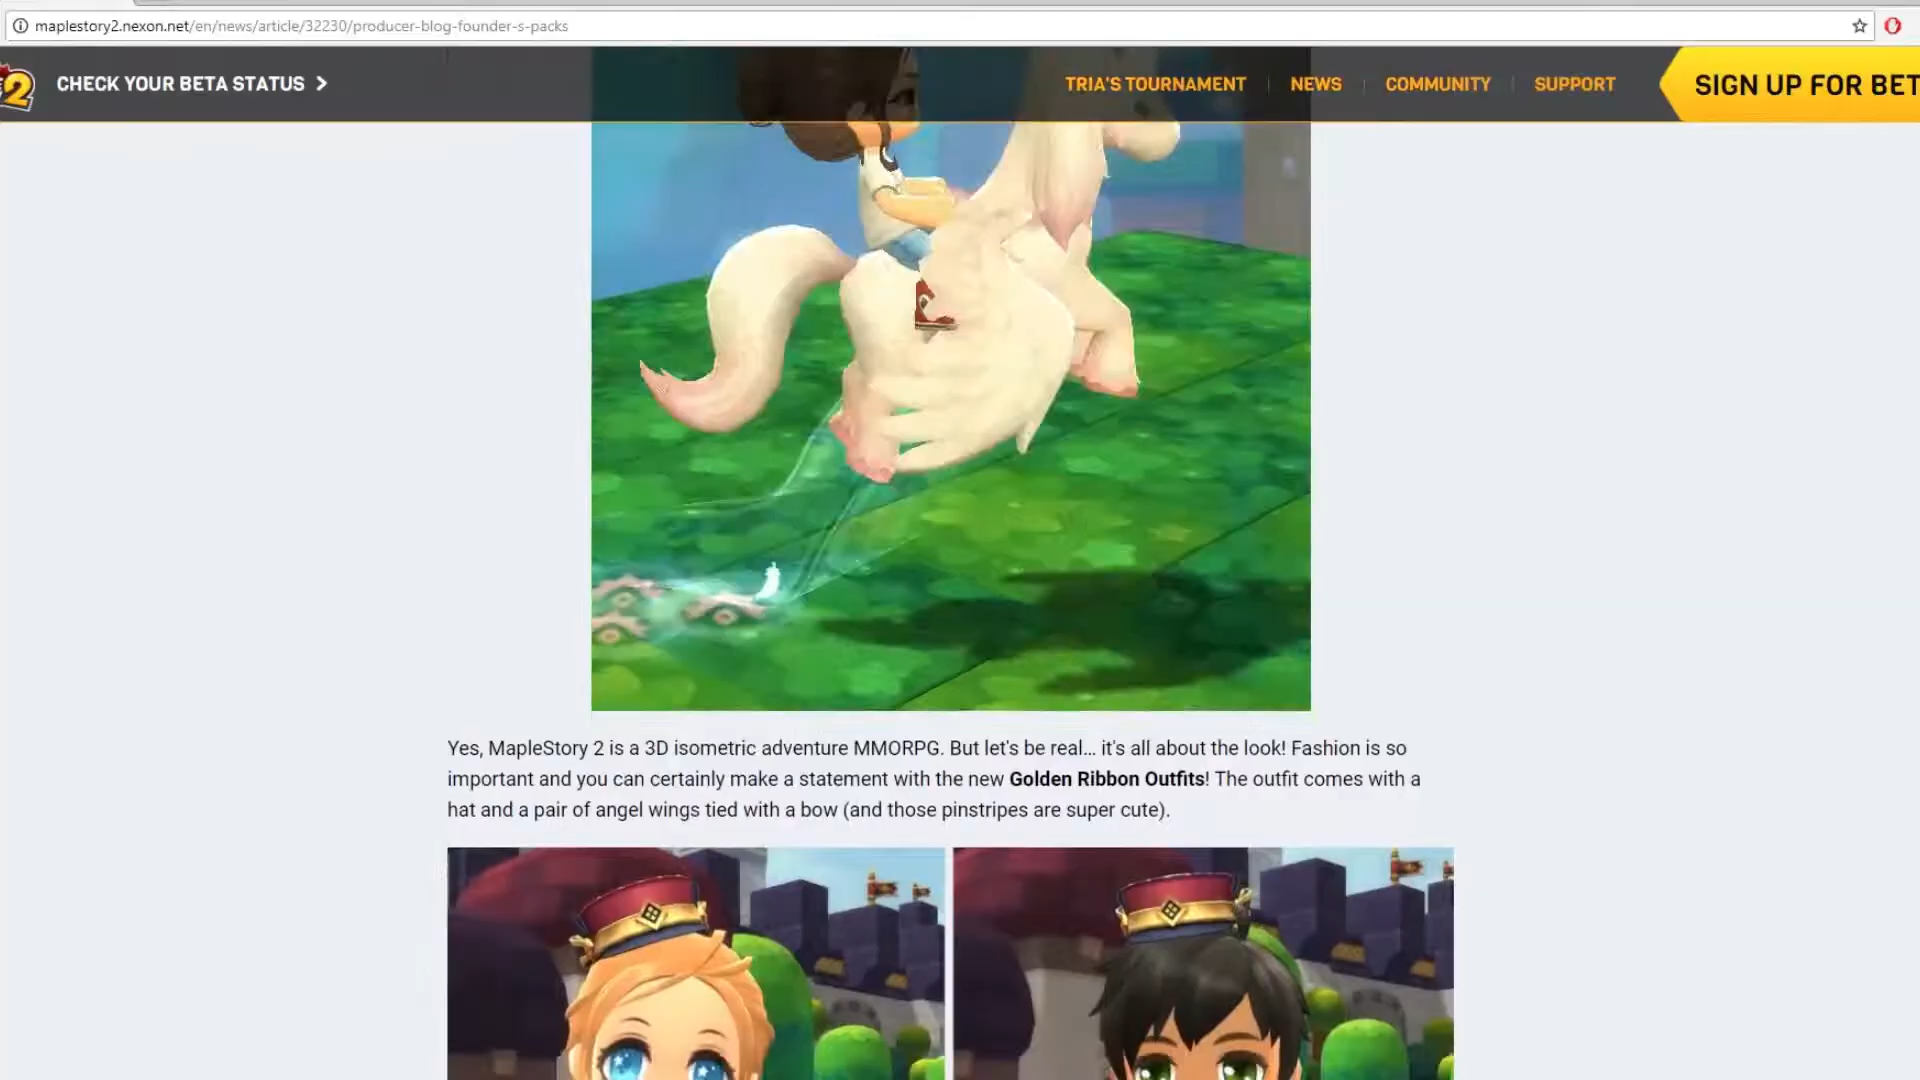 maplestory2.nexon.net/en/news/article/32230/producer-blog-founder-s-packs
2 CHECK YOUR BETA STATUS TRIA'S TOURNAMENT NEWS COMMUNITY SUPPORT SIGN UP FOR BET
Yes, MapleStory 2 is a 3D isometric adventure MMORPG. But let's be real... it's all about the look! Fashion is so
important and you can certainly make a statement with the new Golden Ribbon Outfits! The outfit comes with a
hat and a pair of angel wings tied with a bow (and those pinstripes are super cute).